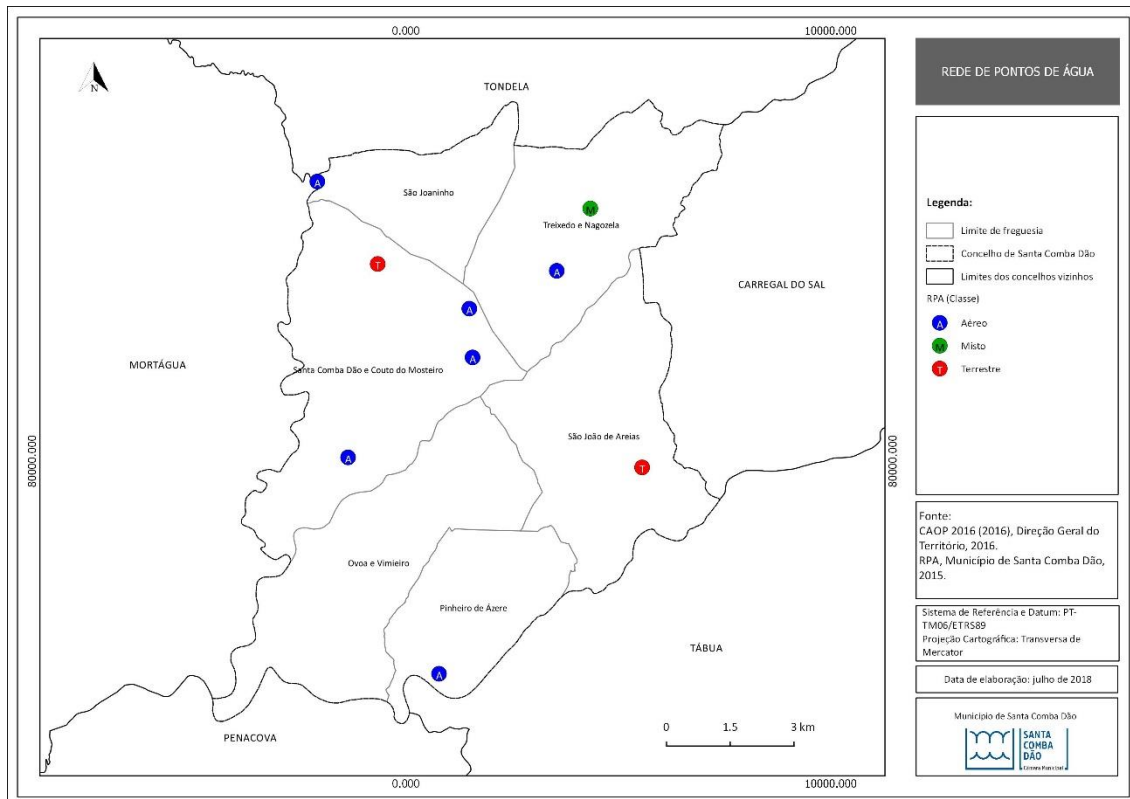 0.000
10000.000
N
TONDELA
São Joaninho
A
M
Treixedo e Nagozela
T
A
A
CARREGAL DO SAL
MORTÁGUA
A
Santa Comba Dão e Couto do Mosteiro
80000.000
São João de Areias
80000.000
A
T
Ovoa e Vimieiro
Pinheiro de Ázere
TÁBUA
A
0
1.5
3 km
PENACOVA
0.000
10000.000
REDE DE PONTOS DE ÁGUA
Legenda:
Limite de freguesia
Concelho de Santa Comba Dão
Limites dos concelhos vizinhos
RPA (Classe)
A Aéreo
M Misto
T Terrestre
Fonte:
CAOP 2016 (2016), Direção Geral do
Território, 2016.
RPA, Município de Santa Comba Dão,
2015.
Sistema de Referência e Datum: PT-
TM06/ETRS89
Projeção Cartográfica: Transversa de
Mercator
Data de elaboração: julho de 2018
Município de Santa Comba Dão
SANTA
COMBA
DÃO
Câmara Municipal